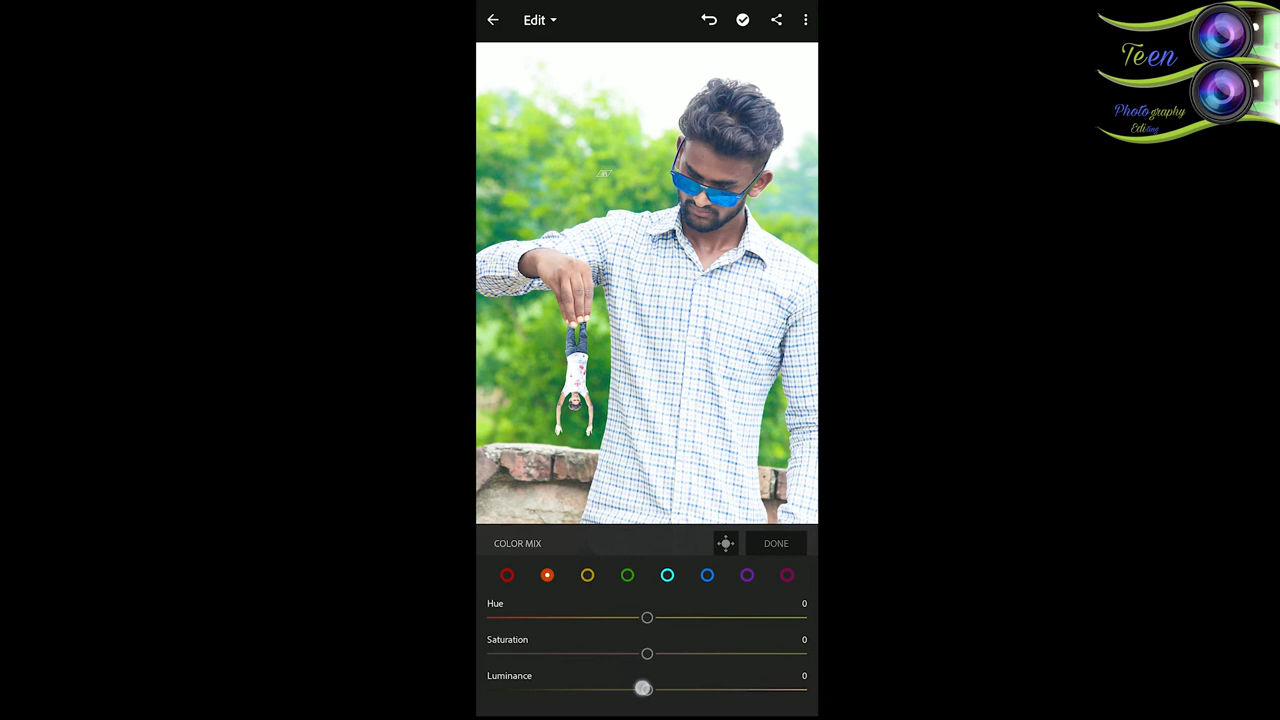 Edit
Teen
Photography
Editing
COLOR MIX
DONE
Hue
0
Saturation
0
Luminance
0